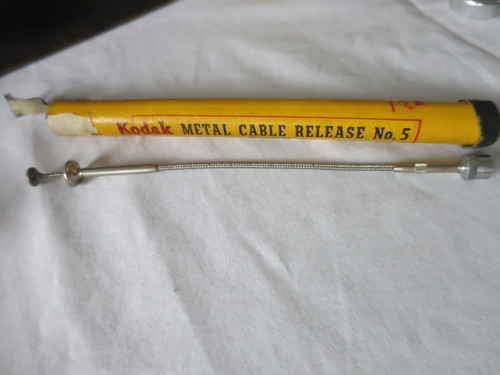 Kodak METAL CABLE RELEASE No. 5